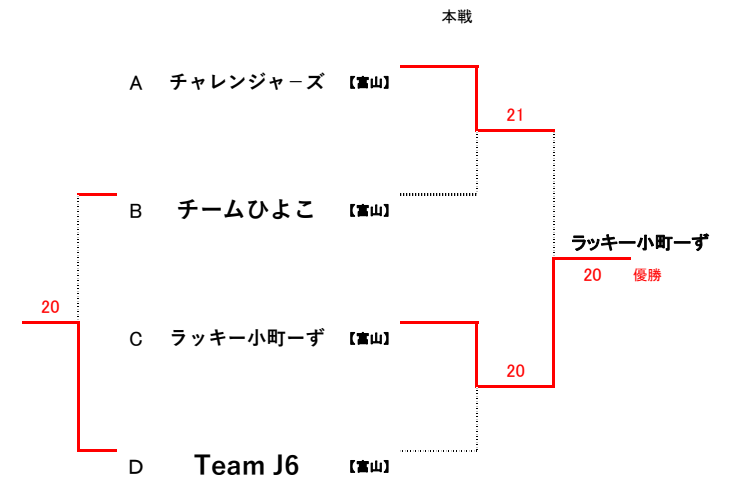 本戦
A チャレンジャーズ 【富山】
21
B チームひよこ 【富山】
ラッキー小町ーず
20 優勝
20
C ラッキー小町ーず 【富山】
20
D Team J6 【富山】